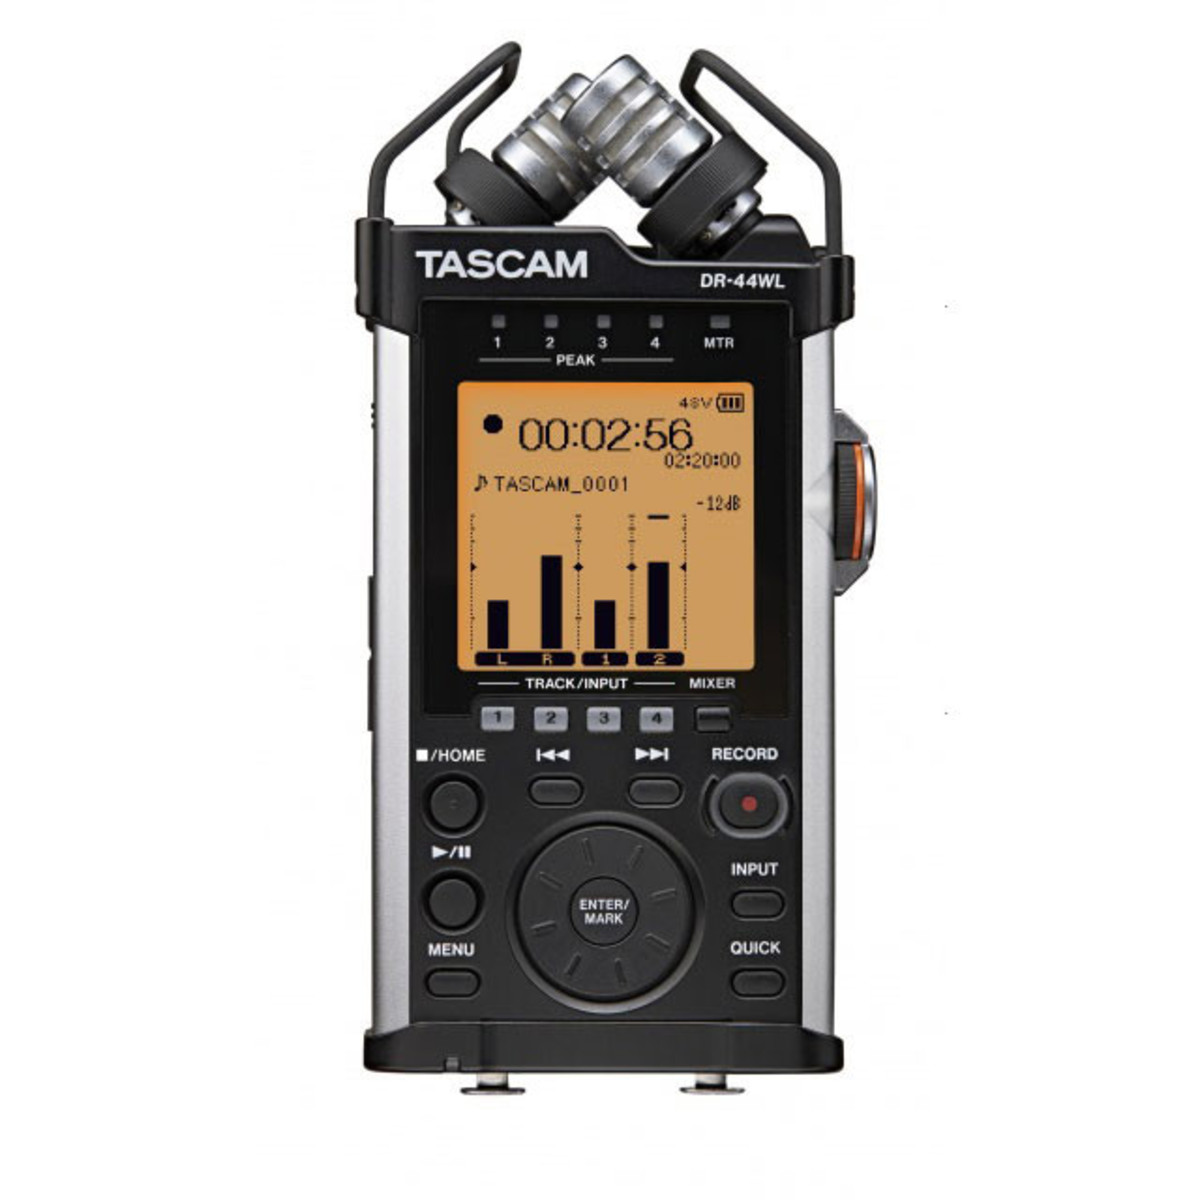 TASCAM
DR-44WL
1 2 3 4 MTR
PEAK
48V
00:02:56
02:20:00
TASCAM_0001
-12dB
L R 1 2
TRACK/INPUT MIXER
1 2 3 4
■/HOME RECORD
▶/II
INPUT
ENTER/
MARK
MENU QUICK